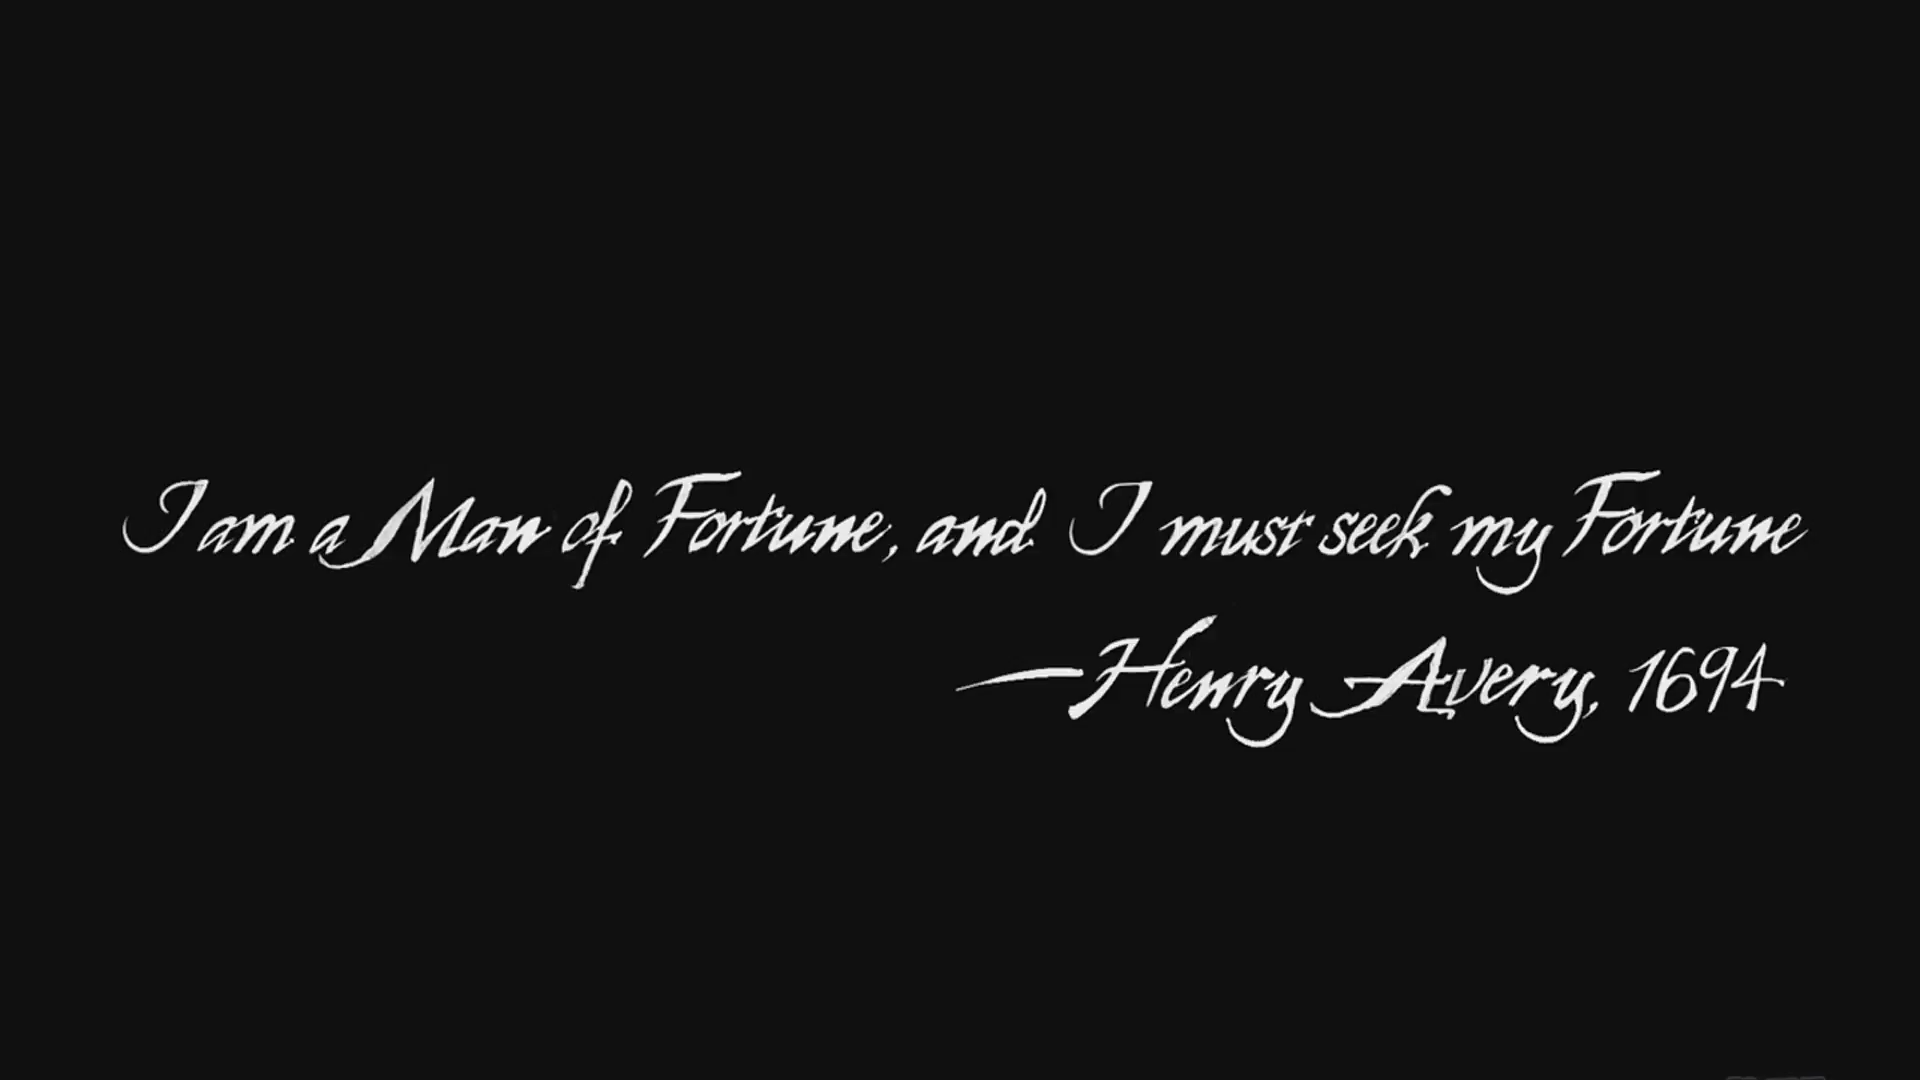 I am a Man of Fortune, and I must seek my Fortune
—Henry Avery, 1694